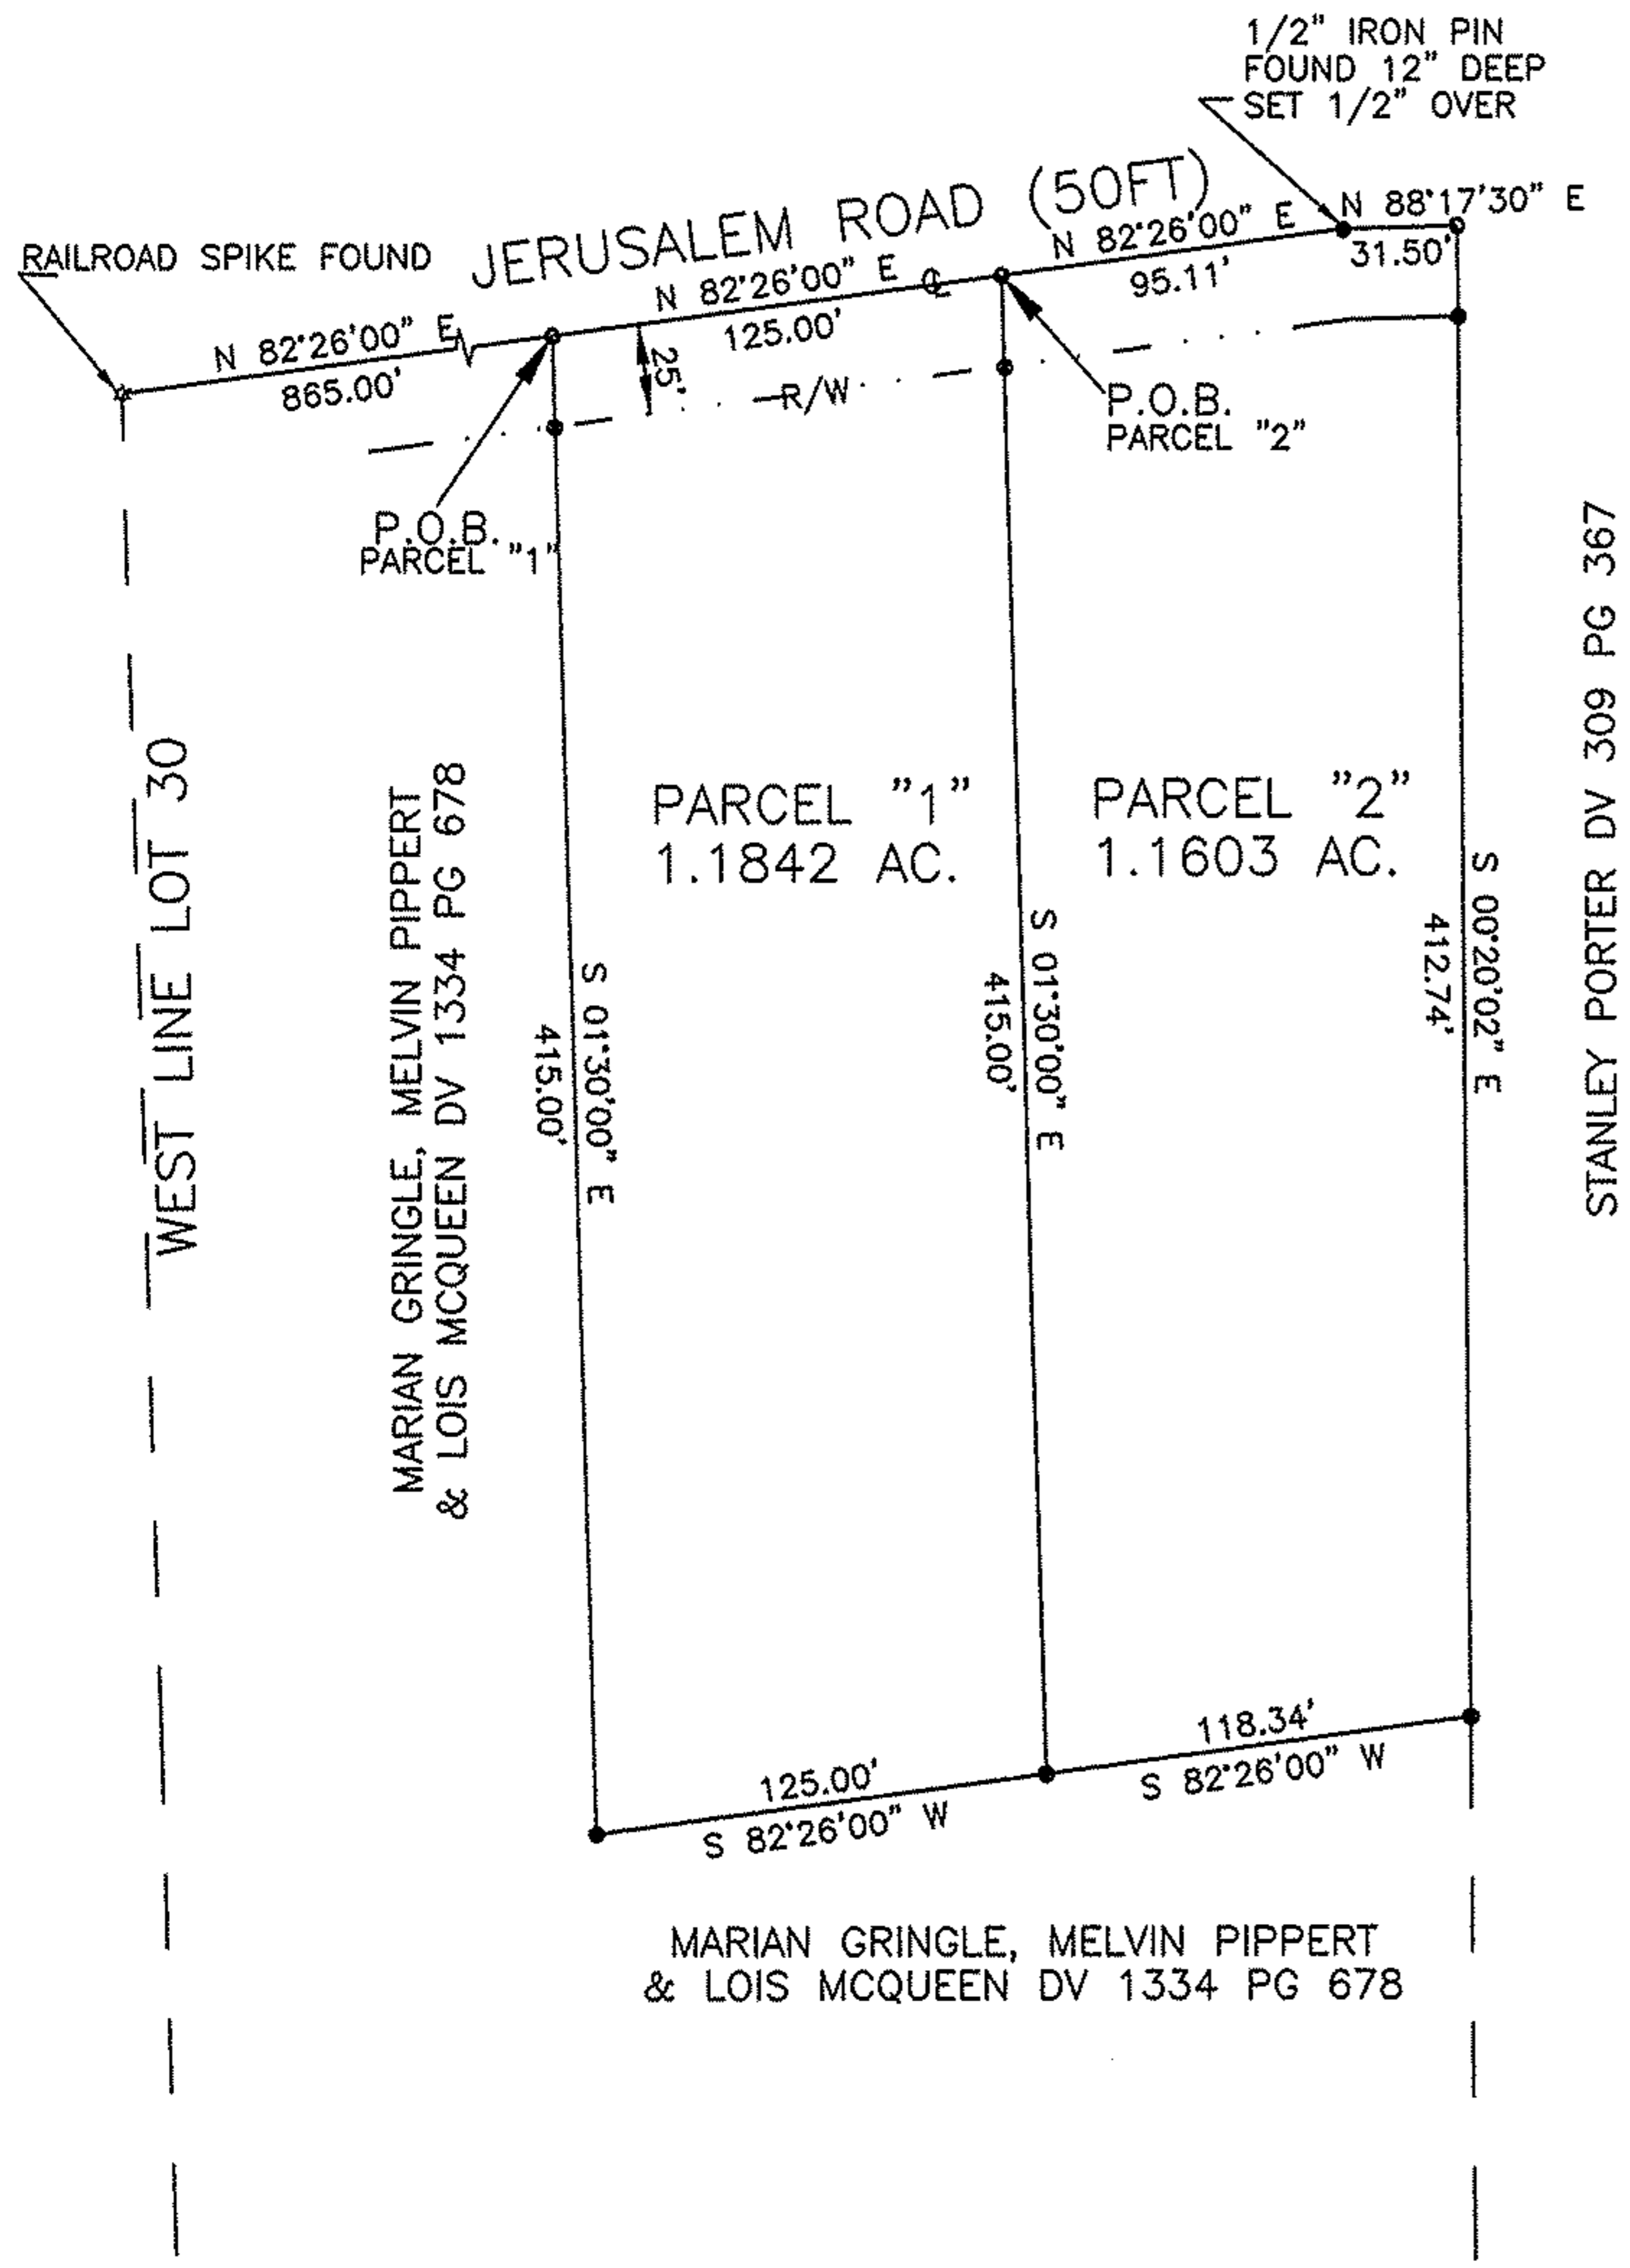 1/2" IRON PIN
FOUND 12" DEEP
SET 1/2" OVER
RAILROAD SPIKE FOUND
JERUSALEM ROAD (50FT)
N 82°26'00" E
865.00'
N 82°26'00" E
125.00'
N 82°26'00" E
95.11'
N 88°17'30" E
31.50'
25'
R/W
P.O.B.
PARCEL "1"
P.O.B.
PARCEL "2"
WEST LINE LOT 30
MARIAN GRINGLE, MELVIN PIPPERT
& LOIS MCQUEEN DV 1334 PG 678
PARCEL "1"
1.1842 AC.
PARCEL "2"
1.1603 AC.
S 01°30'00" E
415.00'
S 01°30'00" E
415.00'
S 00°20'02" E
412.74'
STANLEY PORTER DV 309 PG 367
125.00'
S 82°26'00" W
118.34'
S 82°26'00" W
MARIAN GRINGLE, MELVIN PIPPERT
& LOIS MCQUEEN DV 1334 PG 678